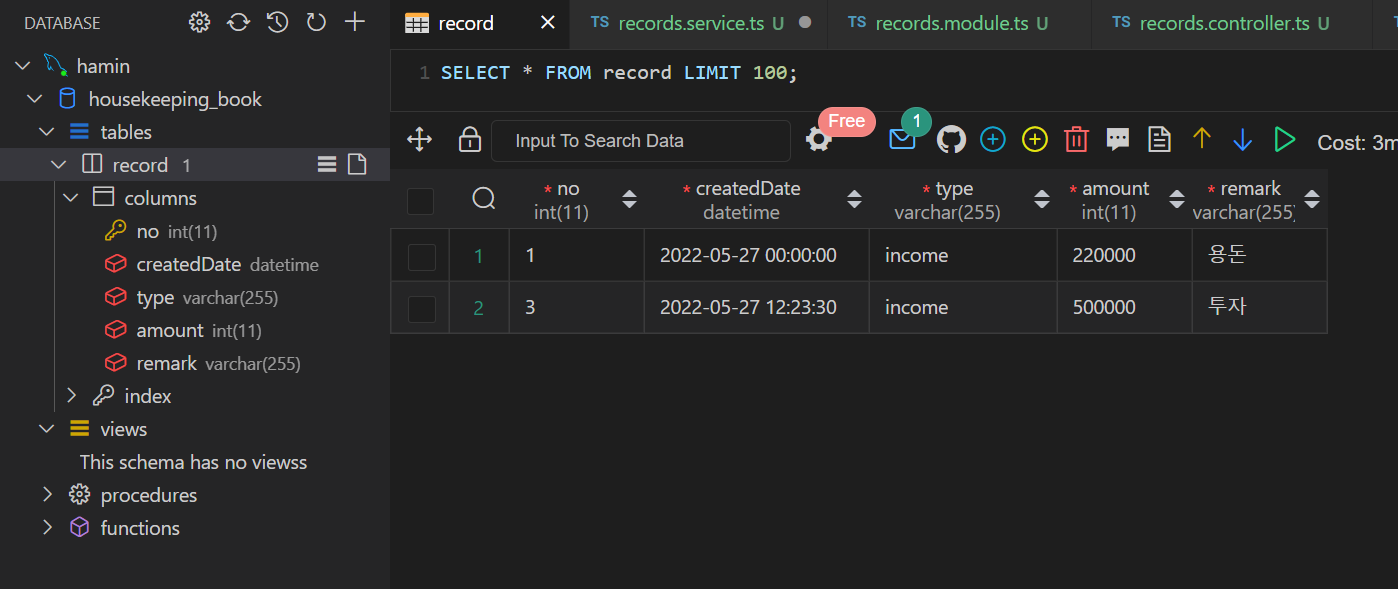 DATABASE
record
TS records.service.ts U
TS records.module.ts U
TS records.controller.ts U
hamin
housekeeping_book
tables
record 1
columns
no int(11)
createdDate datetime
type varchar(255)
amount int(11)
remark varchar(255)
index
views
This schema has no viewss
procedures
functions
1 SELECT * FROM record LIMIT 100;
Input To Search Data
Free
1
Cost: 3m
* no
int(11)
* createdDate
datetime
* type
varchar(255)
* amount
int(11)
* remark
varchar(255)
1 1 2022-05-27 00:00:00 income 220000 용돈
2 3 2022-05-27 12:23:30 income 500000 투자